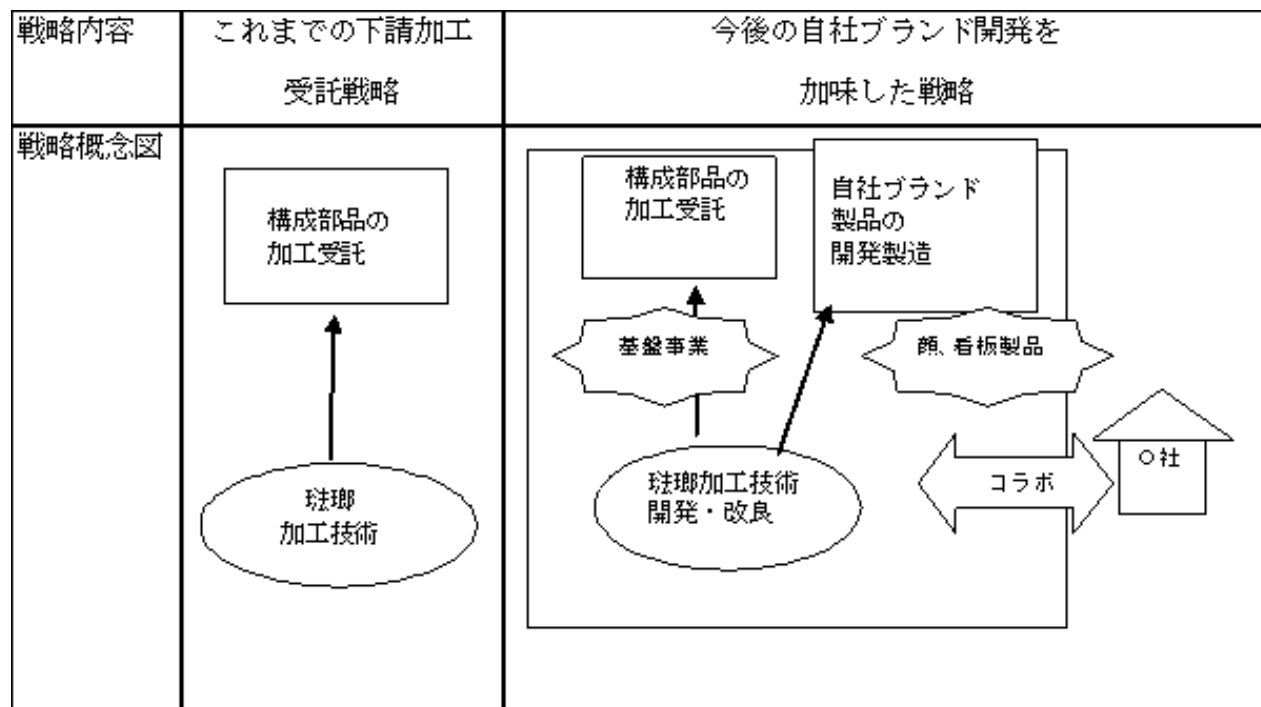 戦略内容
これまでの下請加工
受託戦略
今後の自社ブランド開発を
加味した戦略
戦略概念図
構成部品の
加工受託
琺瑯
加工技術
構成部品の
加工受託
自社ブランド
製品の
開発製造
基盤事業
顔、看板製品
琺瑯加工技術
開発・改良
コラボ
○社